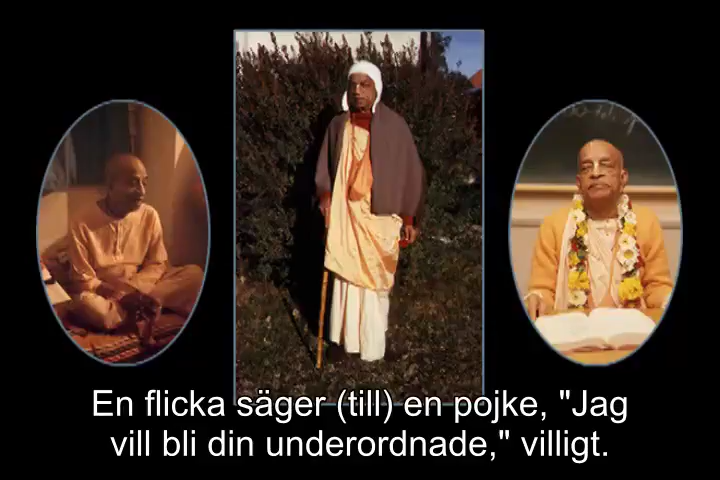 En flicka säger (till) en pojke, "Jag
vill bli din underordnade," villigt.